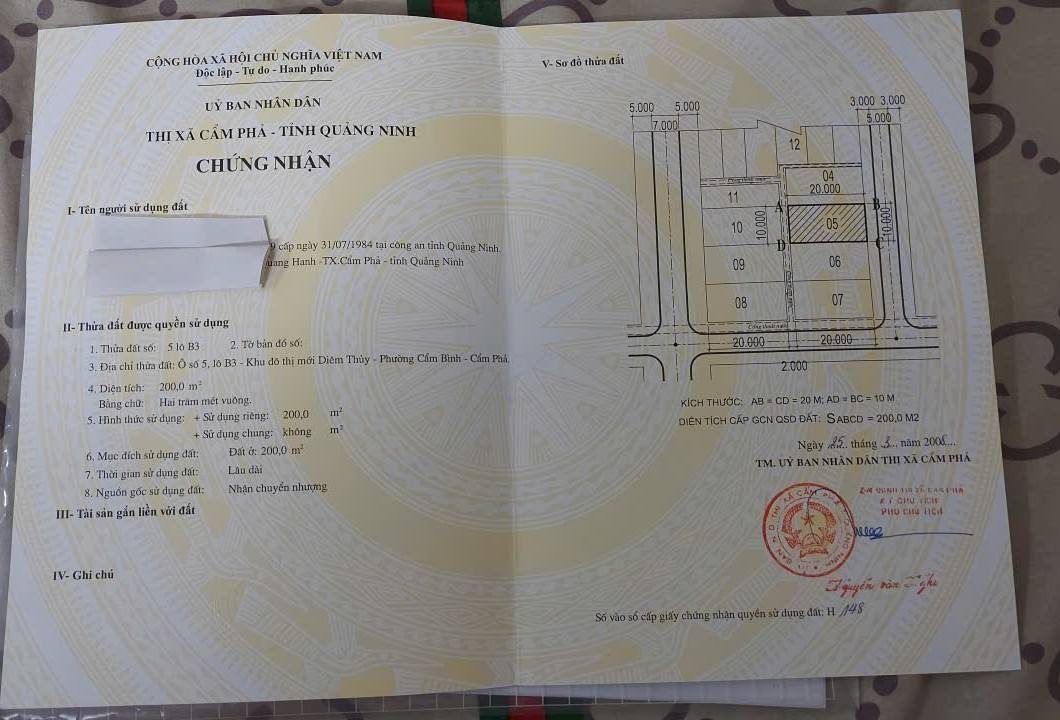 CỘNG HÒA XÃ HỘI CHỦ NGHĨA VIỆT NAM
Độc lập - Tự do - Hạnh phúc
UỶ BAN NHÂN DÂN
THỊ XÃ CẨM PHẢ - TỈNH QUẢNG NINH
CHỨNG NHẬN
I- Tên người sử dụng đất
9 cấp ngày 31/07/1984 tại công an tỉnh Quảng Ninh.
uang Hanh -TX.Cẩm Phả - tỉnh Quảng Ninh
II- Thửa đất được quyền sử dụng
1. Thửa đất số: 5 lô B3 2. Tờ bản đồ số:
3. Địa chỉ thửa đất: Ô số 5, lô B3 - Khu đô thị mới Diêm Thủy - Phường Cẩm Bình - Cẩm Phả.
4. Diện tích: 200,0 m²
Bằng chữ: Hai trăm mét vuông.
5. Hình thức sử dụng: + Sử dụng riêng: 200,0 m²
+ Sử dụng chung: không m²
6. Mục đích sử dụng đất: Đất ở: 200,0 m²
7. Thời gian sử dụng đất: Lâu dài
8. Nguồn gốc sử dụng đất: Nhận chuyển nhượng
III- Tài sản gắn liền với đất
IV- Ghi chú
V- Sơ đồ thửa đất
5.000 5.000 3.000 3.000
7.000 5.000
12
04
20.000
11
A B
10 10.000 05 10.000
D C
09 06
08 07
Cống thoát nước
20.000 20.000
2.000
KÍCH THƯỚC: AB = CD = 20 M; AD = BC = 10 M
DIỆN TÍCH CẤP GCN QSD ĐẤT: SABCD = 200,0 M2
Ngày 25.. tháng 3.. năm 2008....
TM. UỶ BAN NHÂN DÂN THỊ XÃ CẨM PHẢ
KT CHỦ TỊCH
PHÓ CHỦ TỊCH
Số vào sổ cấp giấy chứng nhận quyền sử dụng đất: H 148